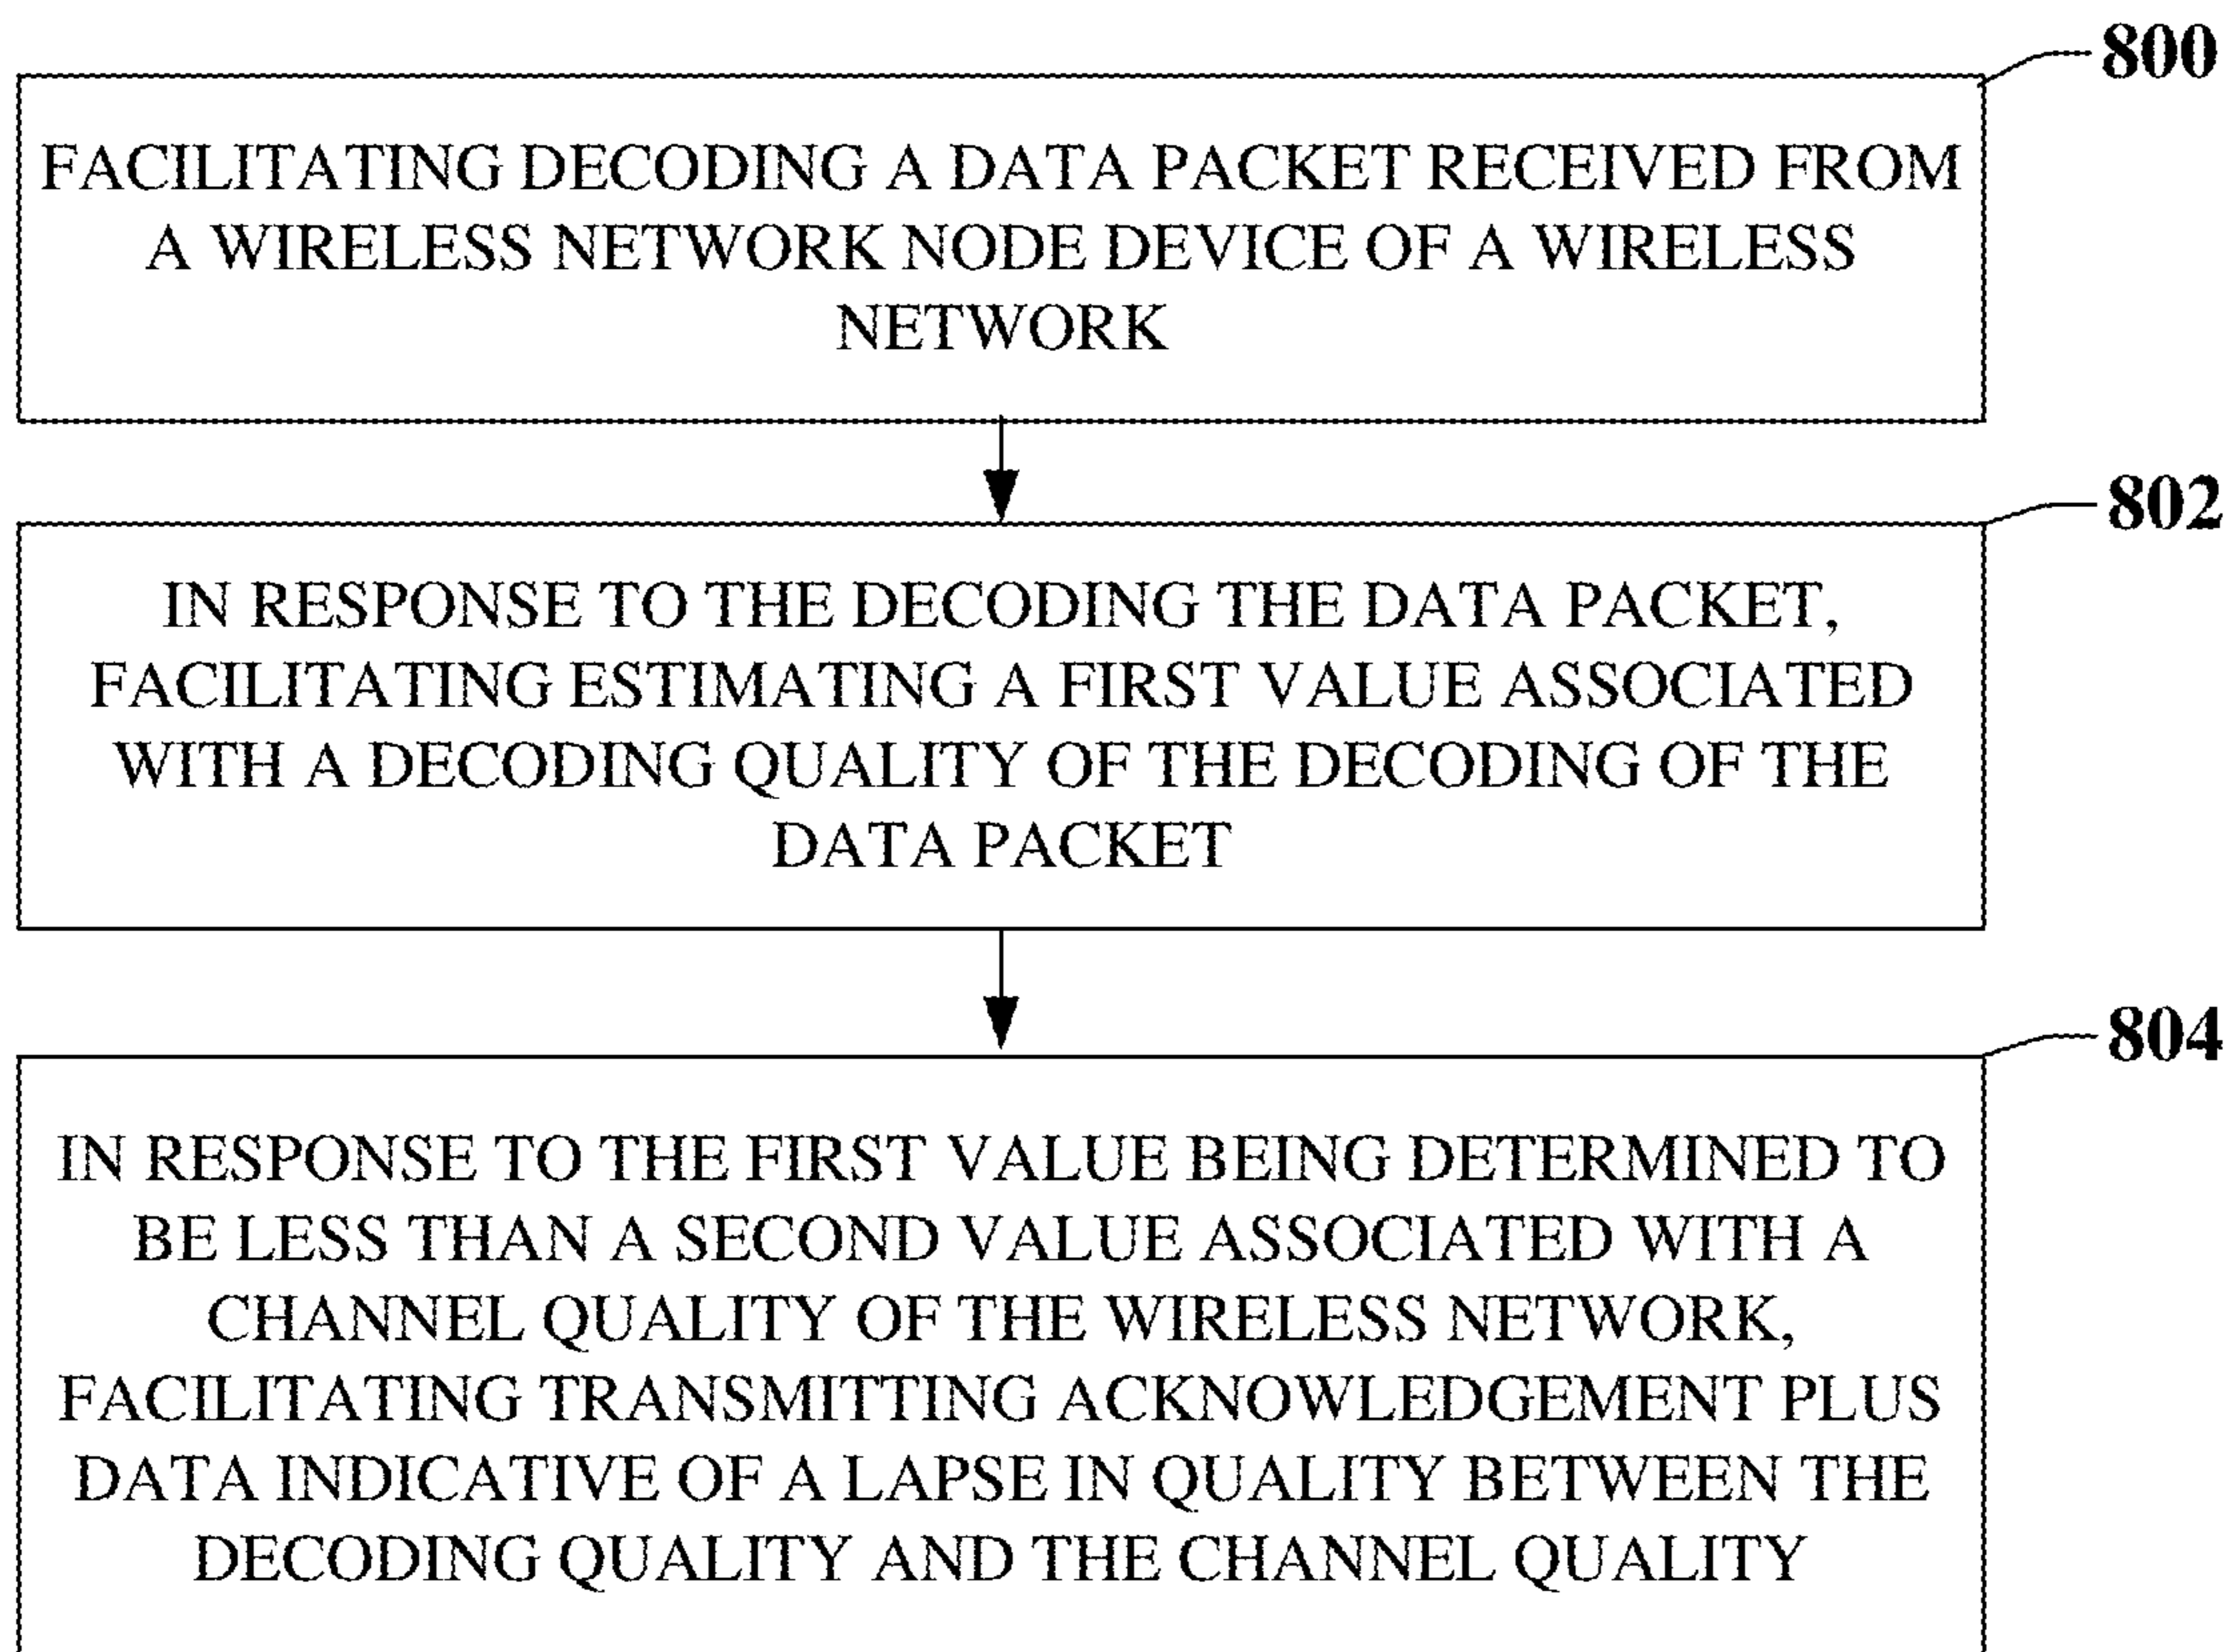 800
FACILITATING DECODING A DATA PACKET RECEIVED FROM
A WIRELESS NETWORK NODE DEVICE OF A WIRELESS
NETWORK
802
IN RESPONSE TO THE DECODING THE DATA PACKET,
FACILITATING ESTIMATING A FIRST VALUE ASSOCIATED
WITH A DECODING QUALITY OF THE DECODING OF THE
DATA PACKET
804
IN RESPONSE TO THE FIRST VALUE BEING DETERMINED TO
BE LESS THAN A SECOND VALUE ASSOCIATED WITH A
CHANNEL QUALITY OF THE WIRELESS NETWORK,
FACILITATING TRANSMITTING ACKNOWLEDGEMENT PLUS
DATA INDICATIVE OF A LAPSE IN QUALITY BETWEEN THE
DECODING QUALITY AND THE CHANNEL QUALITY